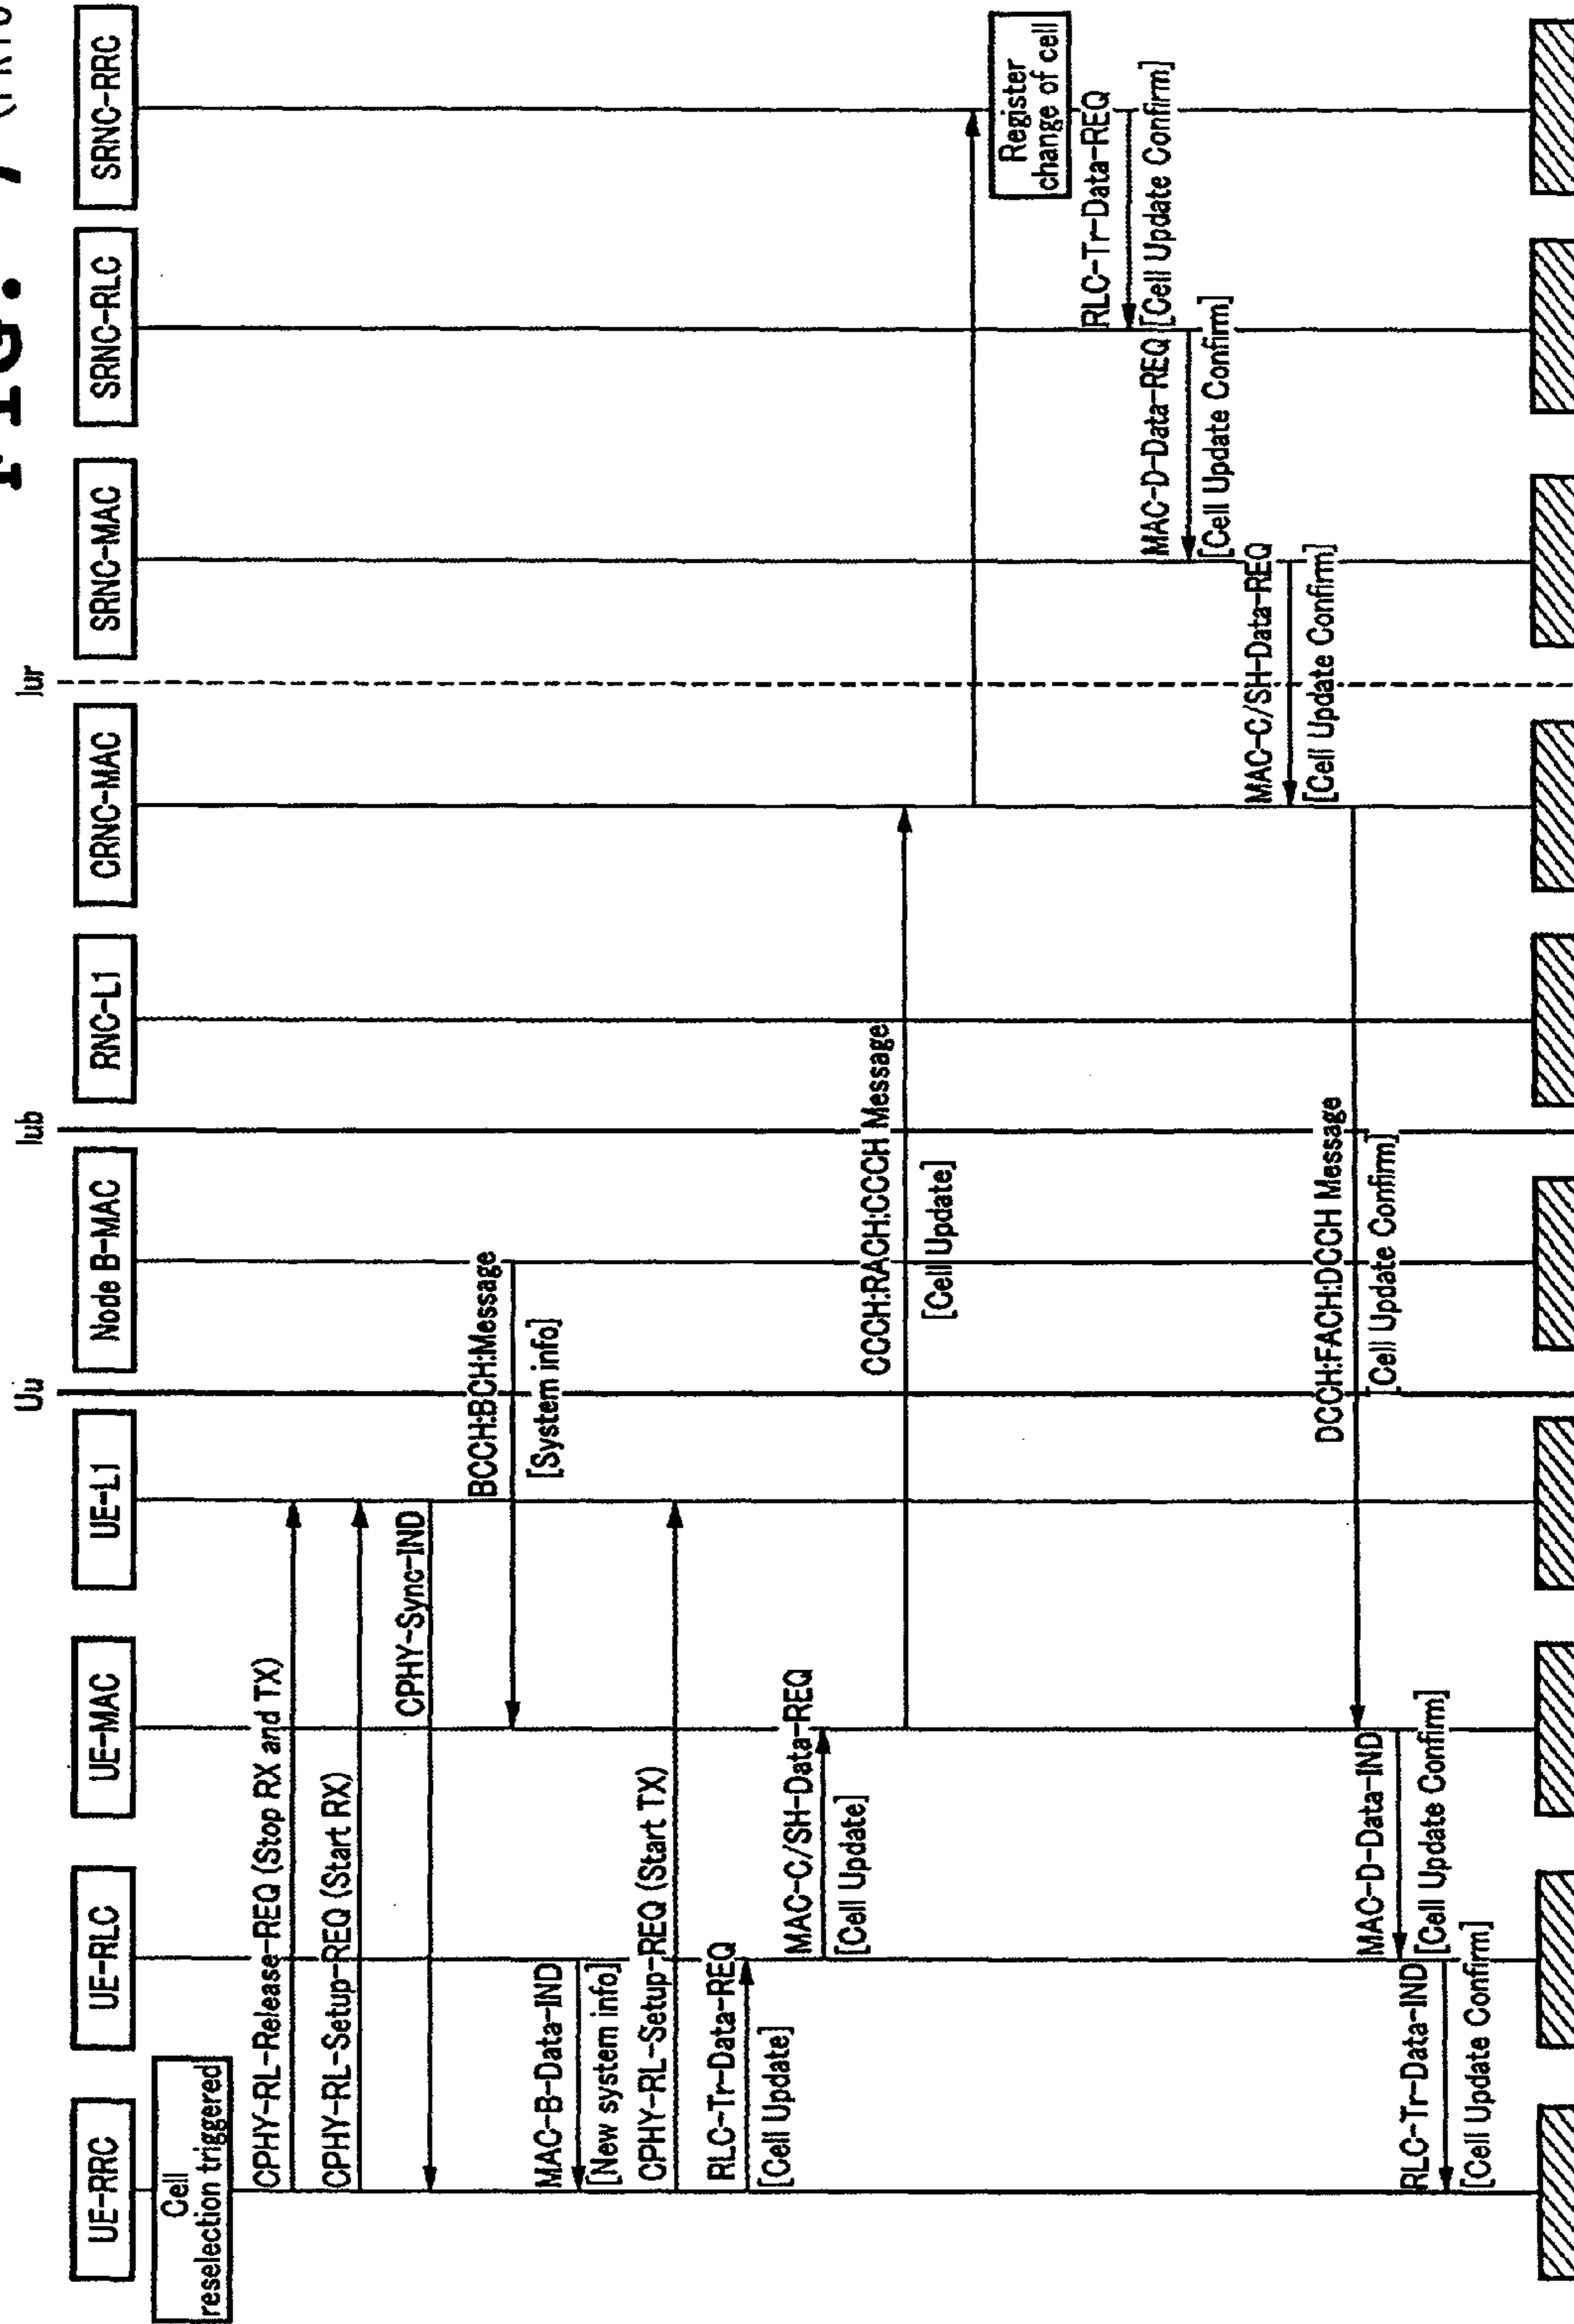 FIG. 7
UE-RRC
UE-RLC
UE-MAC
UE-L1
Uu
Node B-MAC
Iub
RNC-L1
CRNC-MAC
Iur
SRNC-MAC
SRNC-RLC
SRNC-RRC
Cell
reselection triggered
CPHY-RL-Release-REQ (Stop RX and TX)
CPHY-RL-Setup-REQ (Start RX)
CPHY-Sync-IND
BCCH:BCH:Message
[System info]
MAC-B-Data-IND
[New system info]
CPHY-RL-Setup-REQ (Start TX)
RLC-Tr-Data-REQ
[Cell Update]
MAC-C/SH-Data-REQ
[Cell Update]
CCCH:RACH:CCCH Message
[Cell Update]
Register
change of cell
RLC-Tr-Data-REQ
[Cell Update Confirm]
MAC-D-Data-REQ
[Cell Update Confirm]
MAC-C/SH-Data-REQ
[Cell Update Confirm]
DCCH:FACH:DCCH Message
[Cell Update Confirm]
MAC-D-Data-IND
[Cell Update Confirm]
RLC-Tr-Data-IND
[Cell Update Confirm]